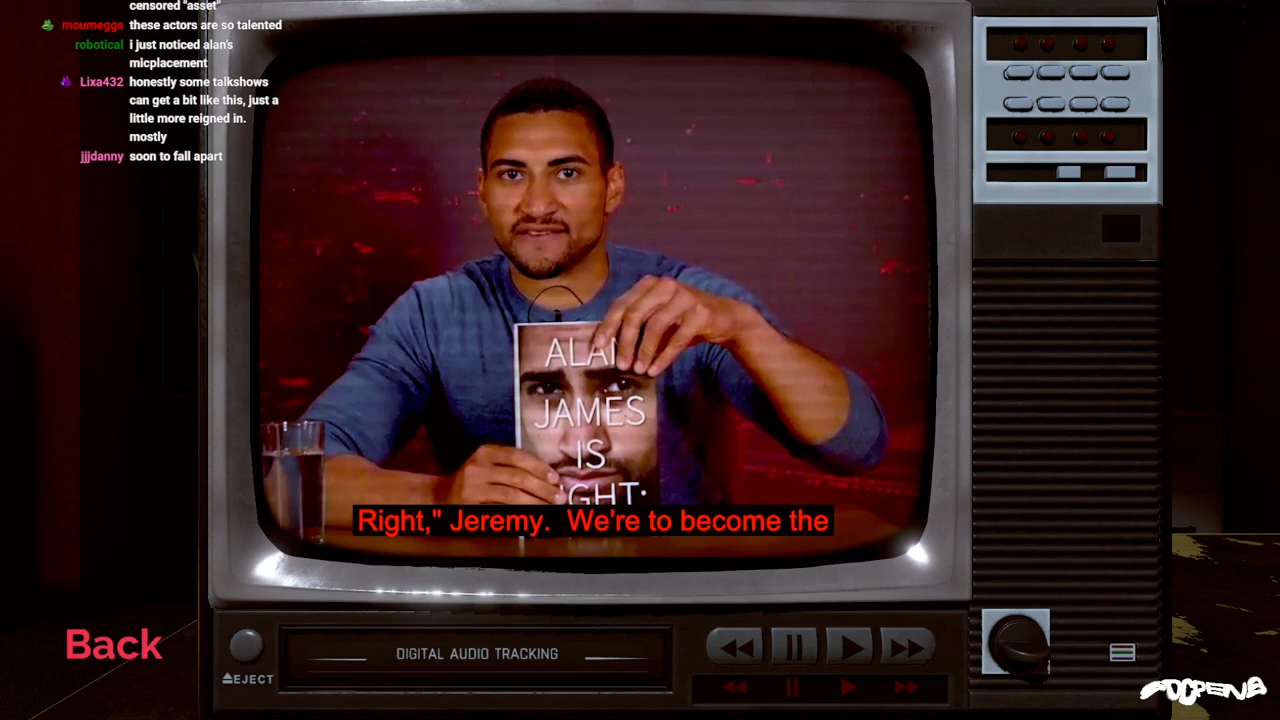 censored "asset"
moumeggs these actors are so talented
robotical i just noticed alan's
micplacement
Lixa432 honestly some talkshows
can get a bit like this, just a
little more reigned in.
mostly
jjjdanny soon to fall apart
ALAN
JAMES
IS
IGHT:
Right," Jeremy. We're to become the
Back
EJECT
DIGITAL AUDIO TRACKING